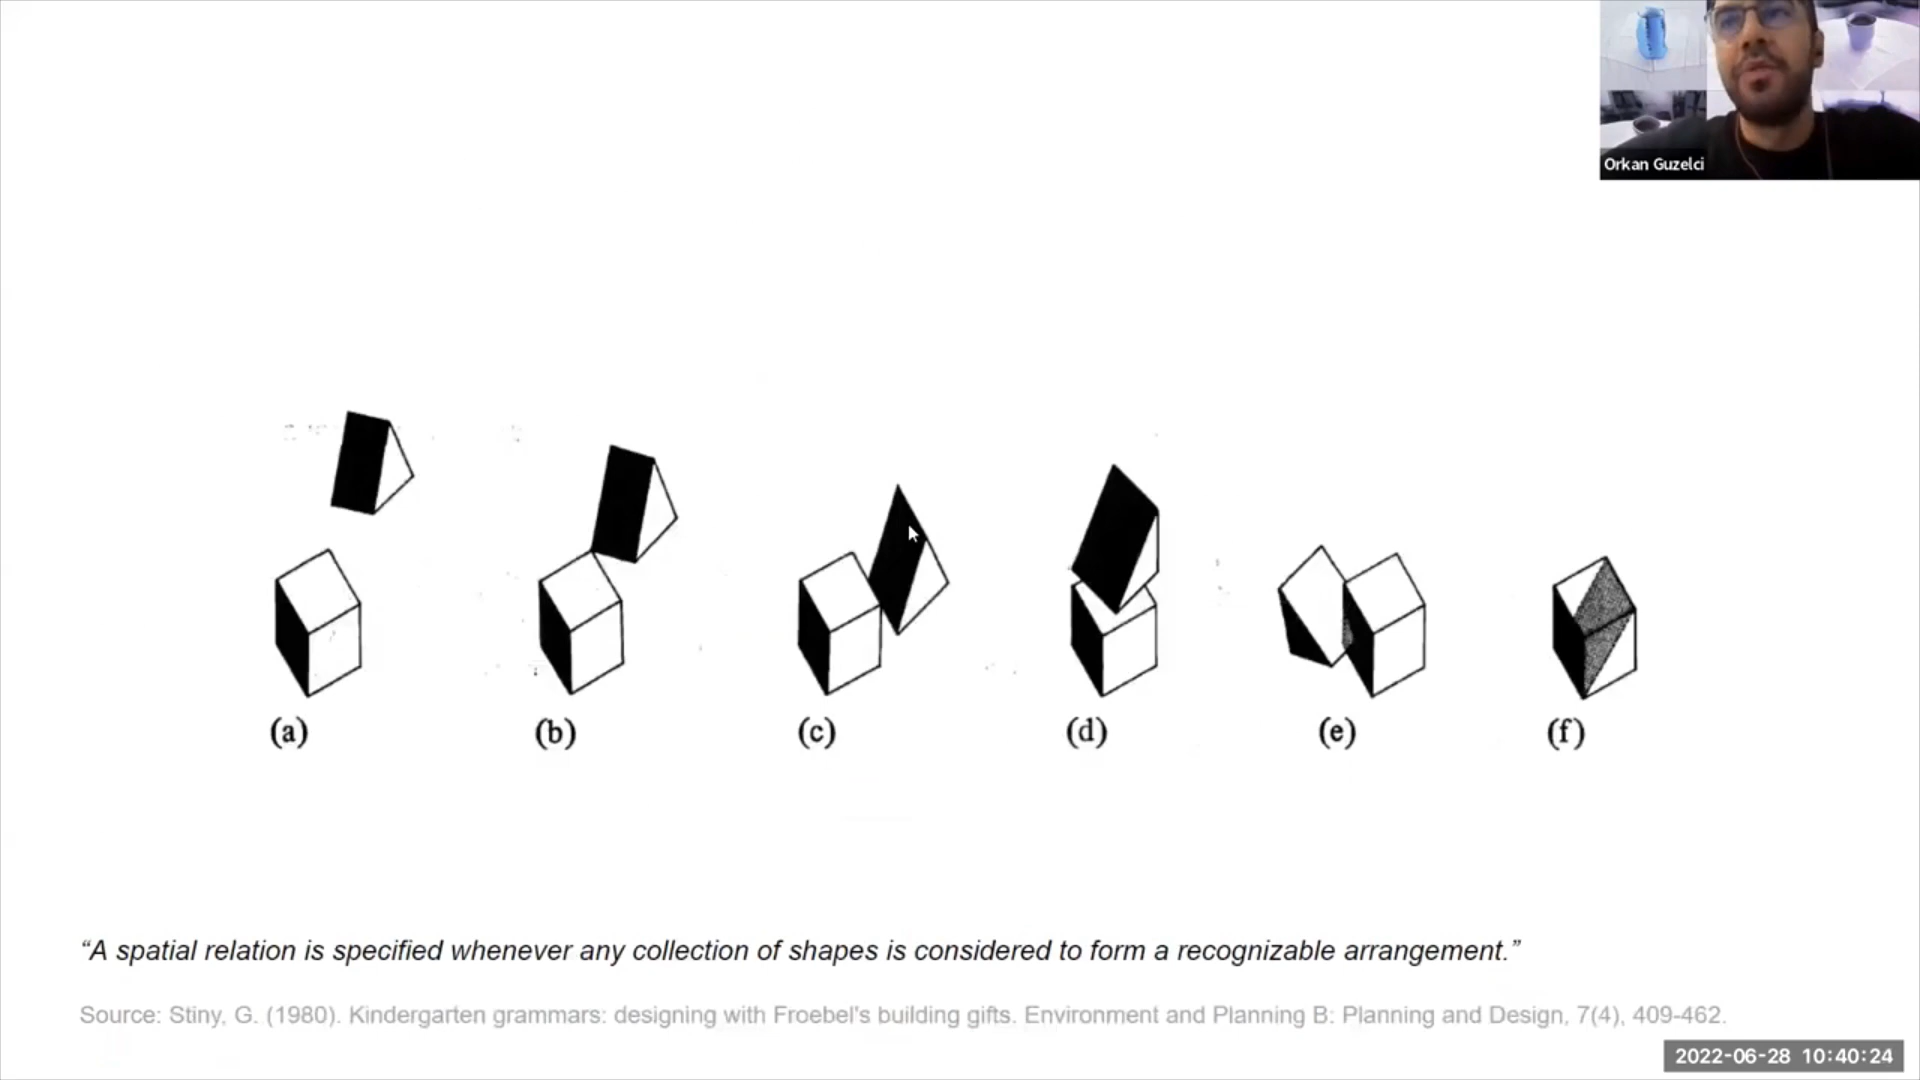 Orkan Guzelci
(a) (b) (c) (d) (e) (f)
“A spatial relation is specified whenever any collection of shapes is considered to form a recognizable arrangement.”
Source: Stiny, G. (1980). Kindergarten grammars: designing with Froebel's building gifts. Environment and Planning B: Planning and Design, 7(4), 409-462.
2022-06-28 10:40:24